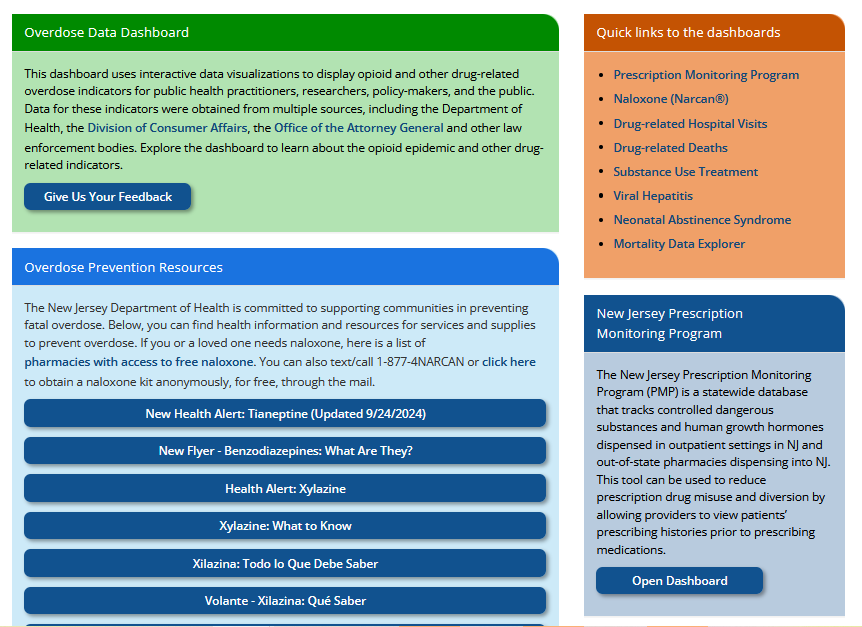 Overdose Data Dashboard
This dashboard uses interactive data visualizations to display opioid and other drug-related
overdose indicators for public health practitioners, researchers, policy-makers, and the public.
Data for these indicators were obtained from multiple sources, including the Department of
Health, the Division of Consumer Affairs, the Office of the Attorney General and other law
enforcement bodies. Explore the dashboard to learn about the opioid epidemic and other drug-
related indicators.
Give Us Your Feedback
Overdose Prevention Resources
The New Jersey Department of Health is committed to supporting communities in preventing
fatal overdose. Below, you can find health information and resources for services and supplies
to prevent overdose. If you or a loved one needs naloxone, here is a list of
pharmacies with access to free naloxone. You can also text/call 1-877-4NARCAN or click here
to obtain a naloxone kit anonymously, for free, through the mail.
New Health Alert: Tianeptine (Updated 9/24/2024)
New Flyer - Benzodiazepines: What Are They?
Health Alert: Xylazine
Xylazine: What to Know
Xilazina: Todo lo Que Debe Saber
Volante - Xilazina: Qué Saber
Quick links to the dashboards
• Prescription Monitoring Program
• Naloxone (Narcan®)
• Drug-related Hospital Visits
• Drug-related Deaths
• Substance Use Treatment
• Viral Hepatitis
• Neonatal Abstinence Syndrome
• Mortality Data Explorer
New Jersey Prescription
Monitoring Program
The New Jersey Prescription Monitoring
Program (PMP) is a statewide database
that tracks controlled dangerous
substances and human growth hormones
dispensed in outpatient settings in NJ and
out-of-state pharmacies dispensing into NJ.
This tool can be used to reduce
prescription drug misuse and diversion by
allowing providers to view patients’
prescribing histories prior to prescribing
medications.
Open Dashboard